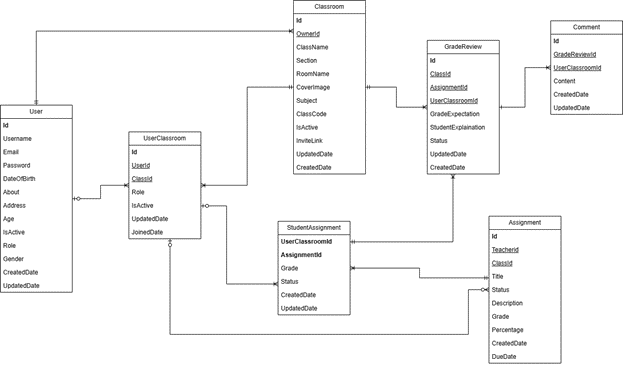 Classroom
Id
OwnerId
ClassName
Section
RoomName
CoverImage
Subject
ClassCode
IsActive
InviteLink
UpdatedDate
CreatedDate
GradeReview
Id
ClassId
AssignmentId
UserClassroomId
GradeExpectation
StudentExplaination
Status
UpdatedDate
CreatedDate
Comment
Id
GradeReviewId
UserClassroomId
Content
CreatedDate
UpdatedDate
User
Id
Username
Email
Password
DateOfBirth
About
Address
Age
IsActive
Role
Gender
CreatedDate
UpdatedDate
UserClassroom
Id
UserId
ClassId
Role
IsActive
UpdatedDate
JoinedDate
StudentAssignment
UserClassroomId
AssignmentId
Grade
Status
CreatedDate
UpdatedDate
Assignment
Id
Teacherid
ClassId
Title
Status
Description
Grade
Percentage
CreatedDate
DueDate